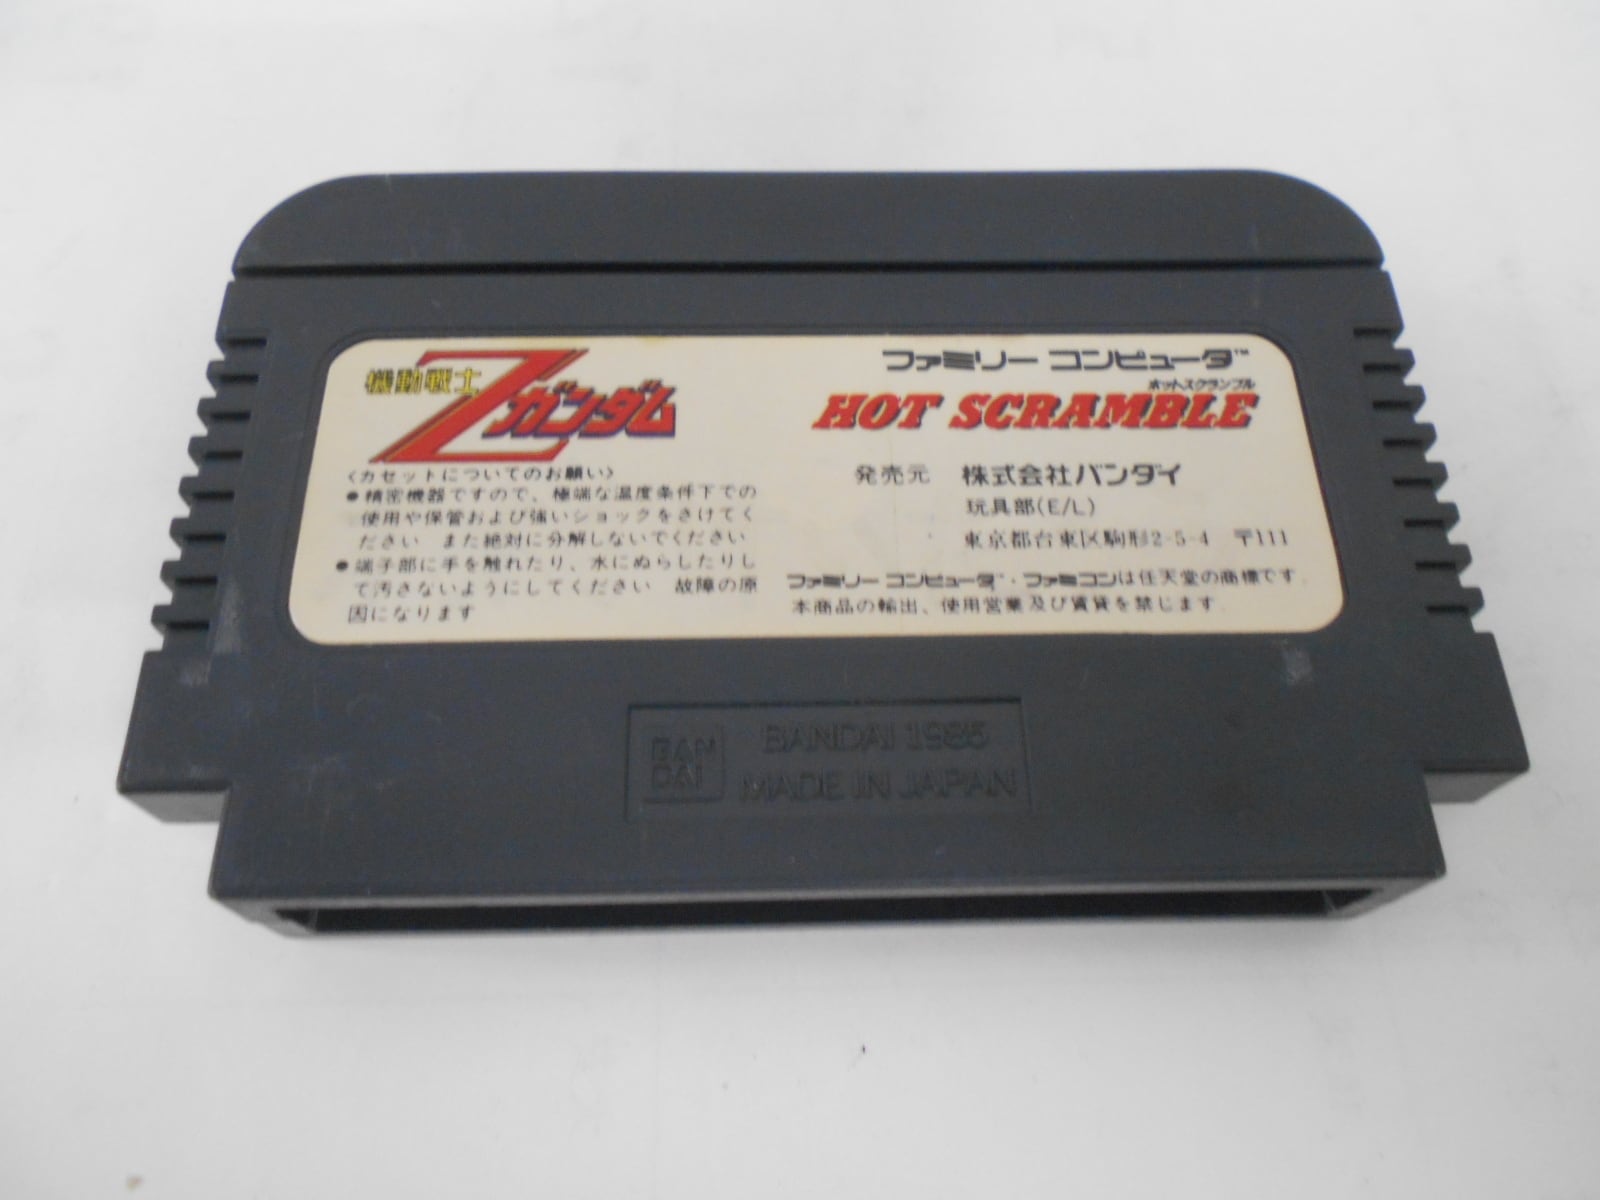 機動戦士Zガンダム
<カセットについてのお願い>
●精密機器ですので、極端な温度条件下での
使用や保管および強いショックをさけてく
ださい また絶対に分解しないでください
●端子部に手を触れたり、水にぬらしたりし
て汚さないようにしてください 故障の原
因になります
ファミリー コンピュータ™
ホットスクランブル
HOT SCRAMBLE
発売元 株式会社バンダイ
玩具部(E/L)
東京都台東区駒形2-5-4 〒111
ファミリー コンピュータ™・ファミコンは任天堂の商標です
本商品の輸出、使用営業及び賃貸を禁じます
BAN
DAI
BANDAI 1985
MADE IN JAPAN